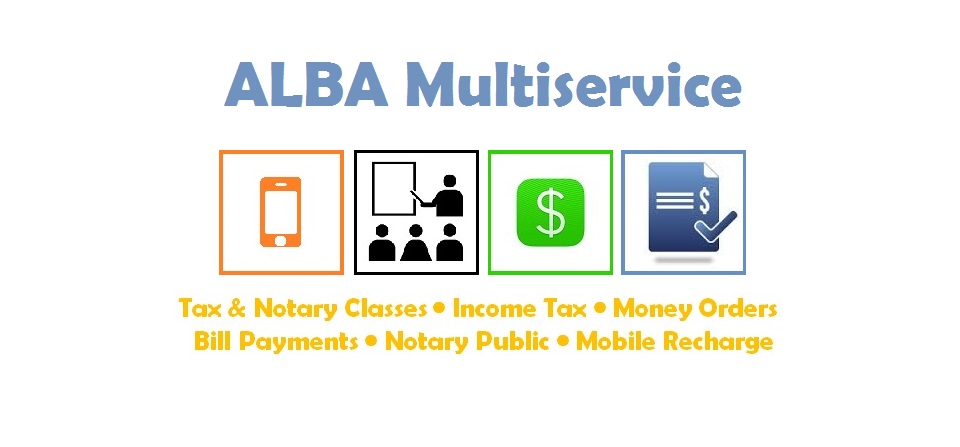 ALBA Multiservice
$
$
Tax & Notary Classes • Income Tax • Money Orders
Bill Payments • Notary Public • Mobile Recharge